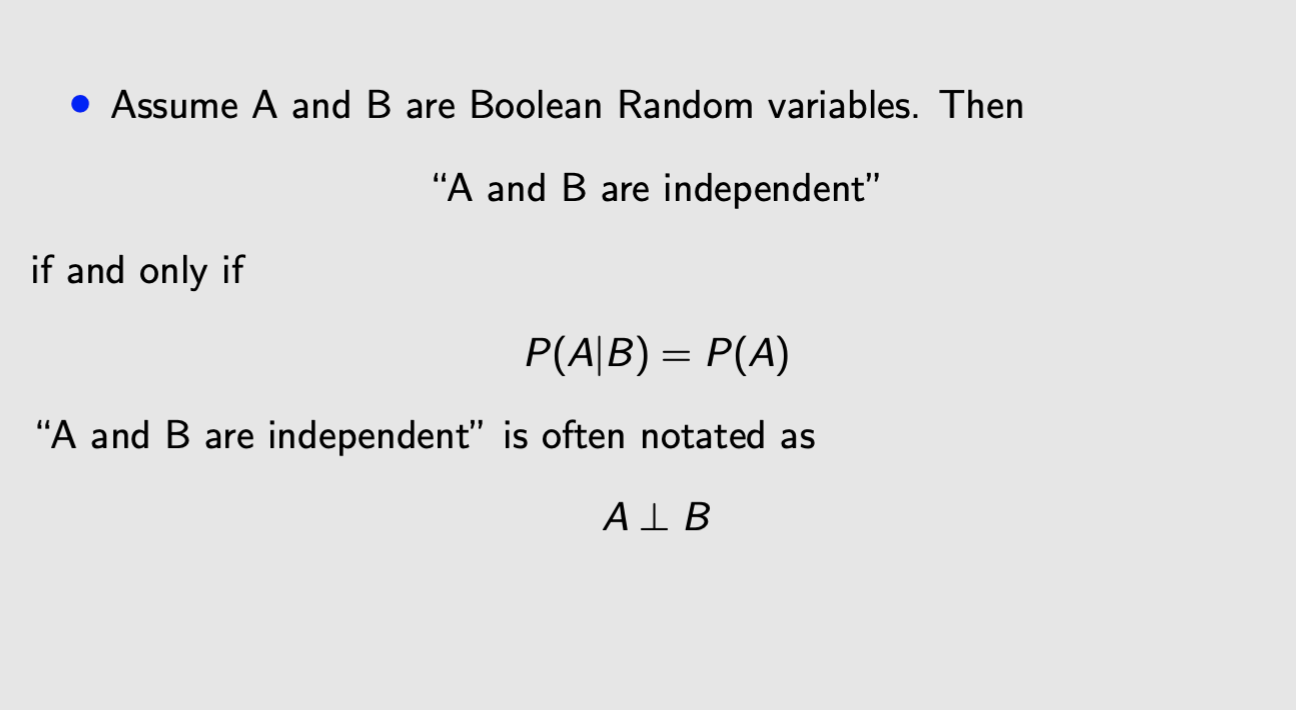 • Assume A and B are Boolean Random variables. Then
“A and B are independent”
if and only if
P(A|B) = P(A)
“A and B are independent” is often notated as
A ⊥ B